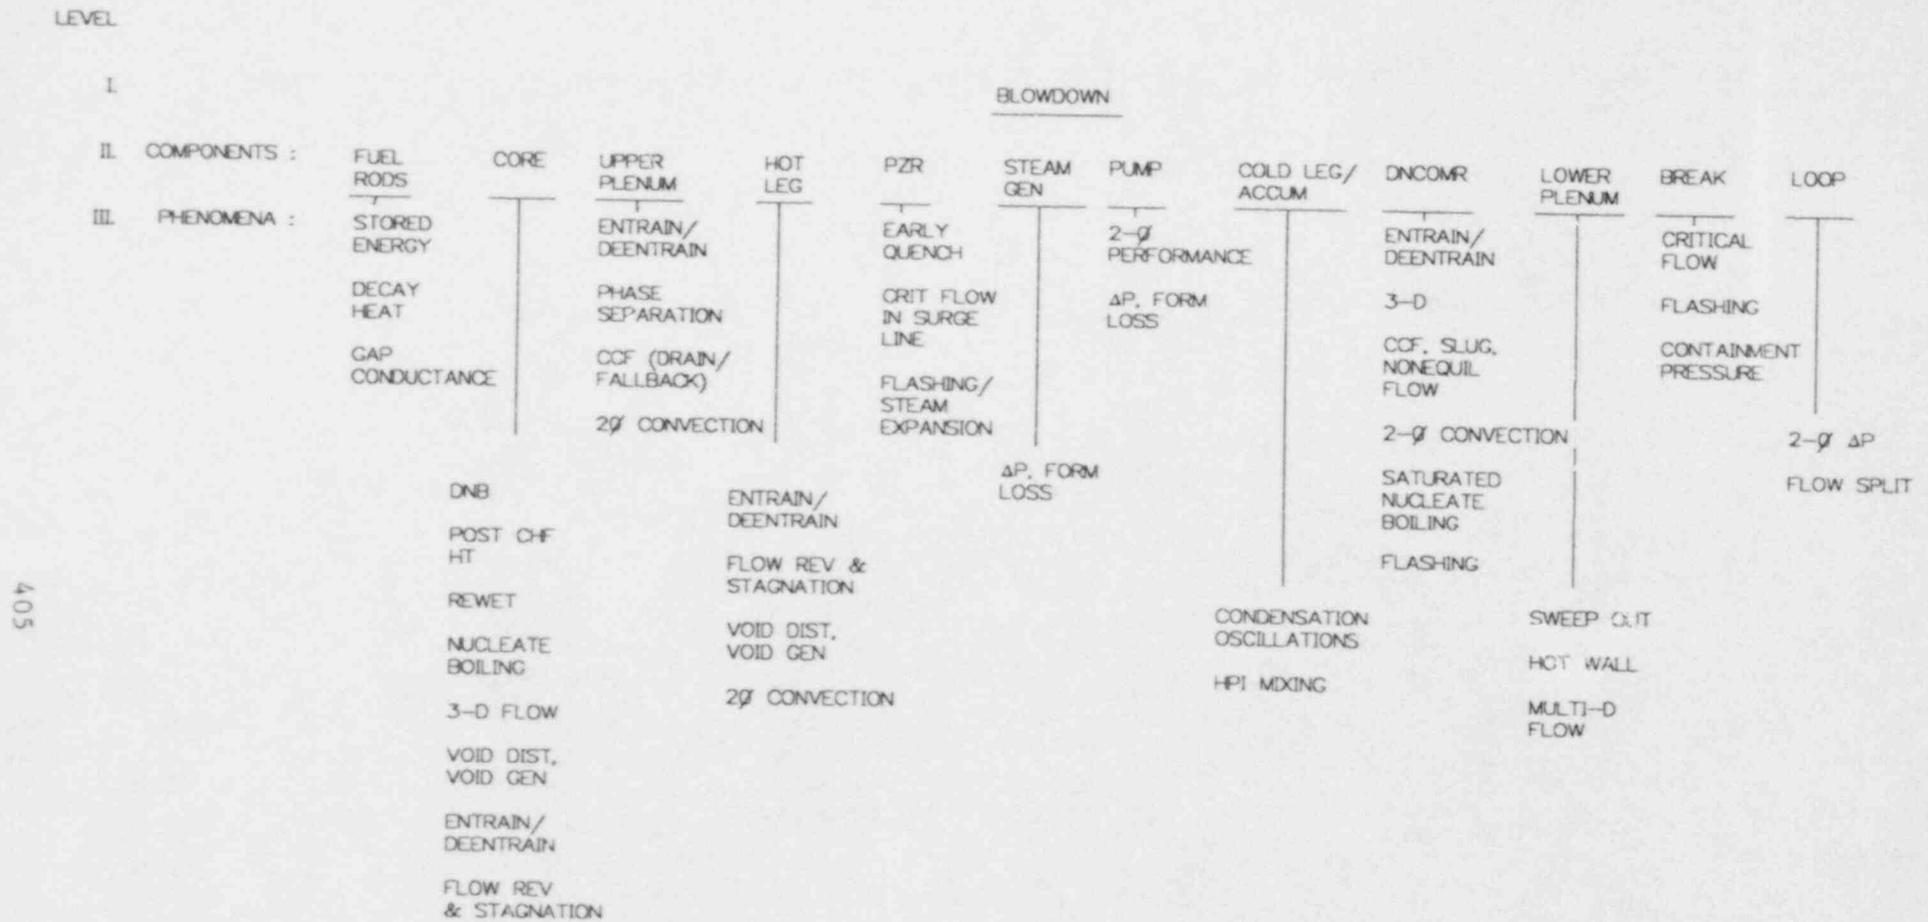 LEVEL
I.
BLOWDOWN
II. COMPONENTS :
FUEL
RODS
CORE
UPPER
PLENUM
HOT
LEG
PZR
STEAM
GEN
PUMP
COLD LEG/
ACCUM
DNCOMR
LOWER
PLENUM
BREAK
LOOP
III. PHENOMENA :
STORED
ENERGY
DECAY
HEAT
GAP
CONDUCTANCE
DNB
POST CHF
HT
REWET
NUCLEATE
BOILING
3-D FLOW
VOID DIST,
VOID GEN
ENTRAIN/
DEENTRAIN
FLOW REV
& STAGNATION
ENTRAIN/
DEENTRAIN
PHASE
SEPARATION
CCF (DRAIN/
FALLBACK)
2Ø CONVECTION
ENTRAIN/
DEENTRAIN
FLOW REV &
STAGNATION
VOID DIST,
VOID GEN
2Ø CONVECTION
EARLY
QUENCH
CRIT FLOW
IN SURGE
LINE
FLASHING/
STEAM
EXPANSION
ΔP, FORM
LOSS
2-Ø
PERFORMANCE
ΔP, FORM
LOSS
CONDENSATION
OSCILLATIONS
HPI MIXING
ENTRAIN/
DEENTRAIN
3-D
CCF, SLUG,
NONEQUIL
FLOW
2-Ø CONVECTION
SATURATED
NUCLEATE
BOILING
FLASHING
SWEEP OUT
HOT WALL
MULTI-D
FLOW
CRITICAL
FLOW
FLASHING
CONTAINMENT
PRESSURE
2-Ø ΔP
FLOW SPLIT
405